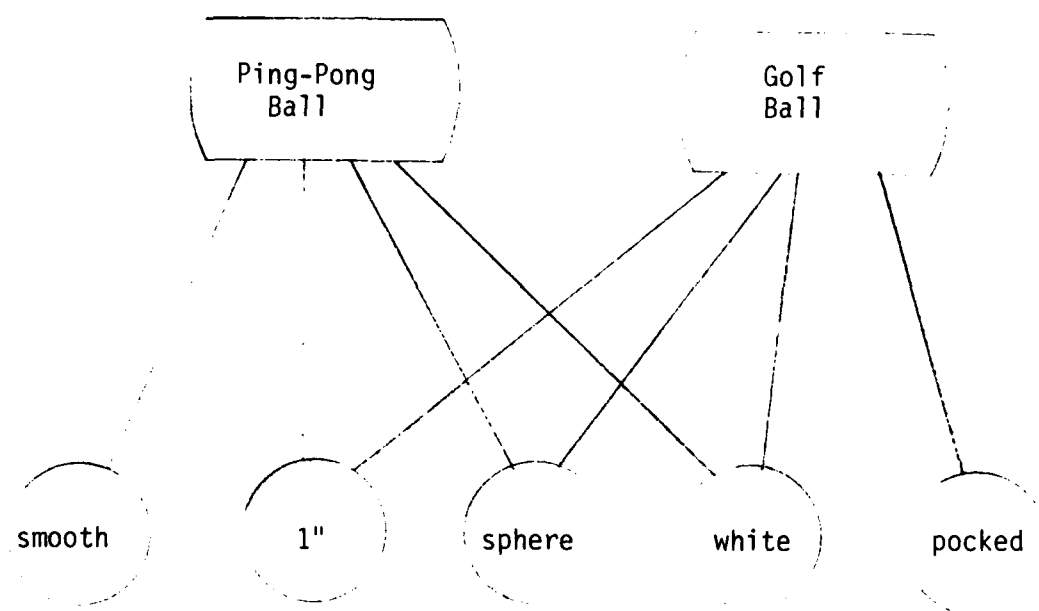 Ping-Pong
Ball
Golf
Ball
smooth
1"
sphere
white
pocked